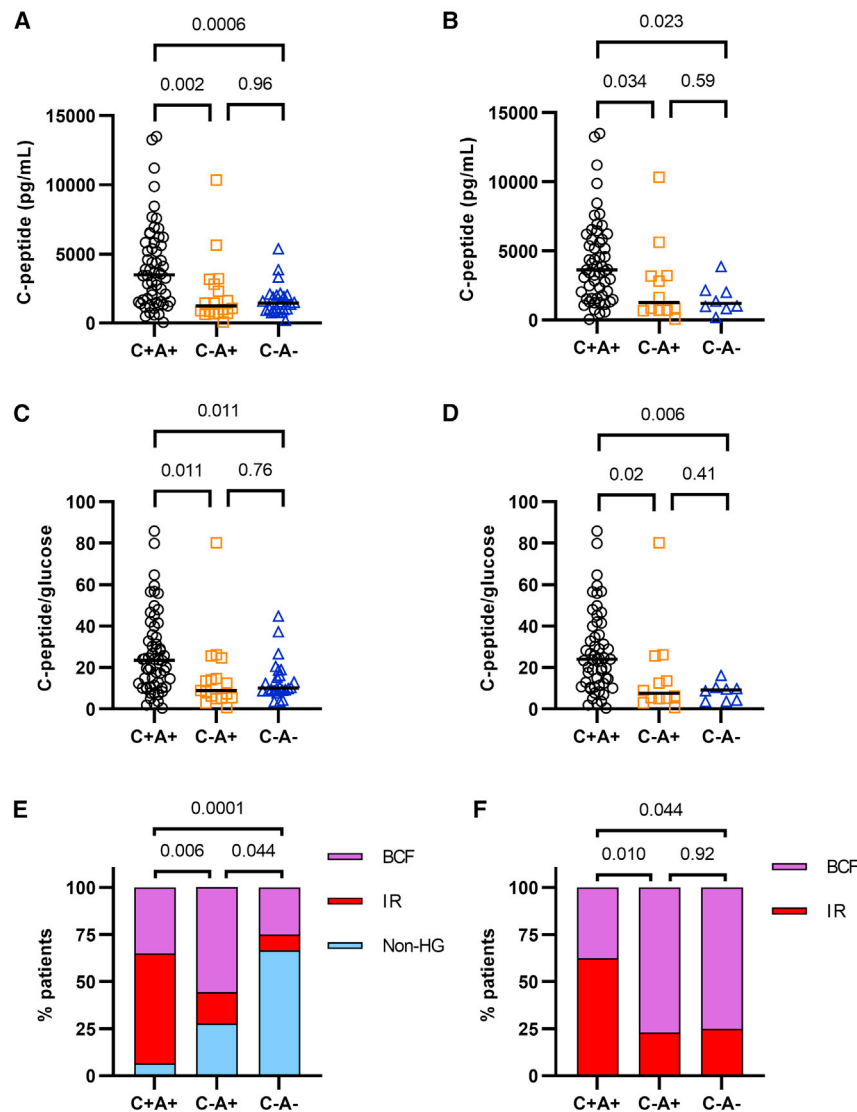 A
0.0006
0.002
0.96
C-peptide (pg/mL)
15000
10000
5000
0
C+A+
C-A+
C-A-
B
0.023
0.034
0.59
C-peptide (pg/mL)
15000
10000
5000
0
C+A+
C-A+
C-A-
C
0.011
0.011
0.76
C-peptide/glucose
100
80
60
40
20
0
C+A+
C-A+
C-A-
D
0.006
0.02
0.41
C-peptide/glucose
100
80
60
40
20
0
C+A+
C-A+
C-A-
E
0.0001
0.006
0.044
% patients
100
75
50
25
0
C+A+
C-A+
C-A-
BCF
IR
Non-HG
F
0.044
0.010
0.92
% patients
100
75
50
25
0
C+A+
C-A+
C-A-
BCF
IR